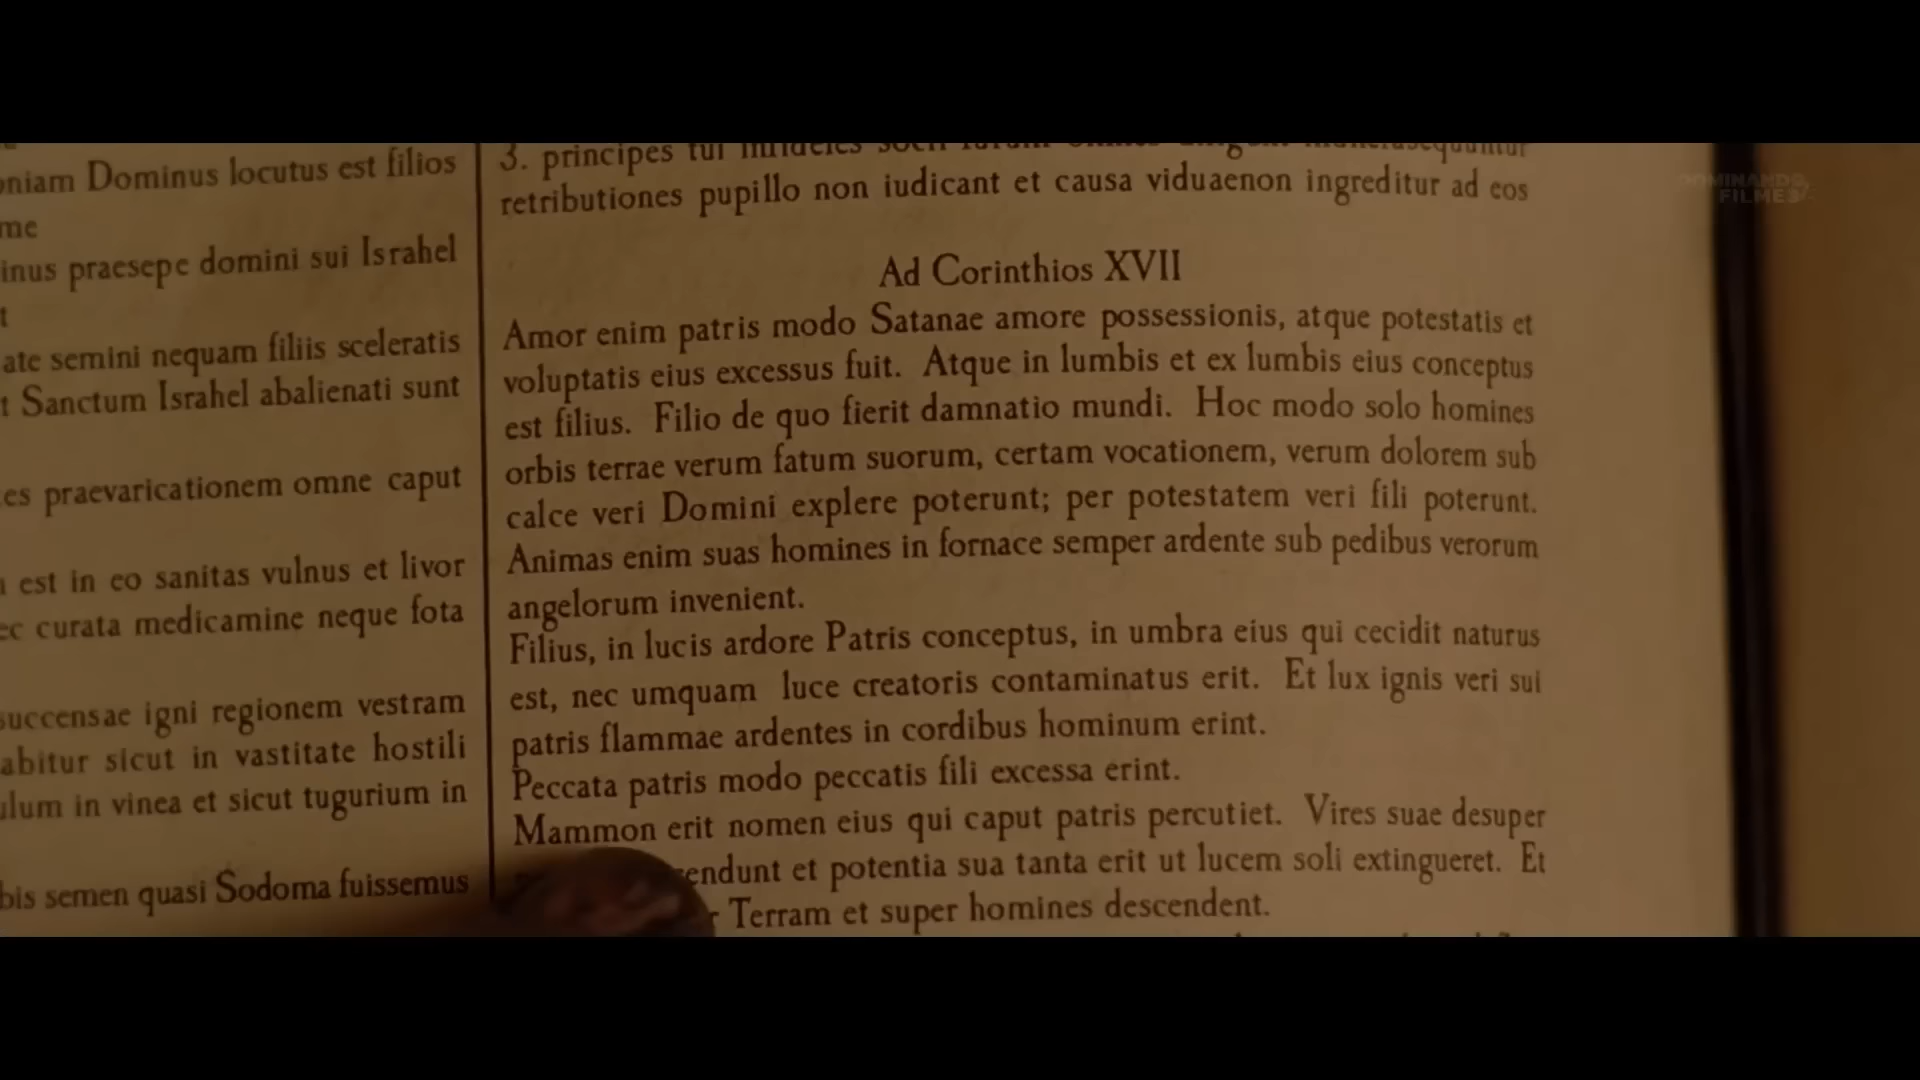 oniam Dominus locutus est filios
me
inus praesepe domini sui Israhel
t
ate semini nequam filiis sceleratis
t Sanctum Israhel abalienati sunt
es praevaricationem omne caput
est in eo sanitas vulnus et livor
ec curata medicamine neque fota
succensae igni regionem vestram
abitur sicut in vastitate hostili
ulum in vinea et sicut tugurium in
bis semen quasi Sodoma fuissemus
3. principes tui infideles
retributiones pupillo non iudicant et causa viduaenon ingreditur ad eos
Ad Corinthios XVII
Amor enim patris modo Satanae amore possessionis, atque potestatis et
voluptatis eius excessus fuit. Atque in lumbis et ex lumbis eius conceptus
est filius. Filio de quo fierit damnatio mundi. Hoc modo solo homines
orbis terrae verum fatum suorum, certam vocationem, verum dolorem sub
calce veri Domini explere poterunt; per potestatem veri fili poterunt.
Animas enim suas homines in fornace semper ardente sub pedibus verorum
angelorum invenient.
Filius, in lucis ardore Patris conceptus, in umbra eius qui cecidit naturus
est, nec umquam luce creatoris contaminatus erit. Et lux ignis veri sui
patris flammae ardentes in cordibus hominum erint.
Peccata patris modo peccatis fili excessa erint.
Mammon erit nomen eius qui caput patris percutiet. Vires suae desuper
endunt et potentia sua tanta erit ut lucem soli extingueret. Et
r Terram et super homines descendent.
DOMINANDO
FILMES